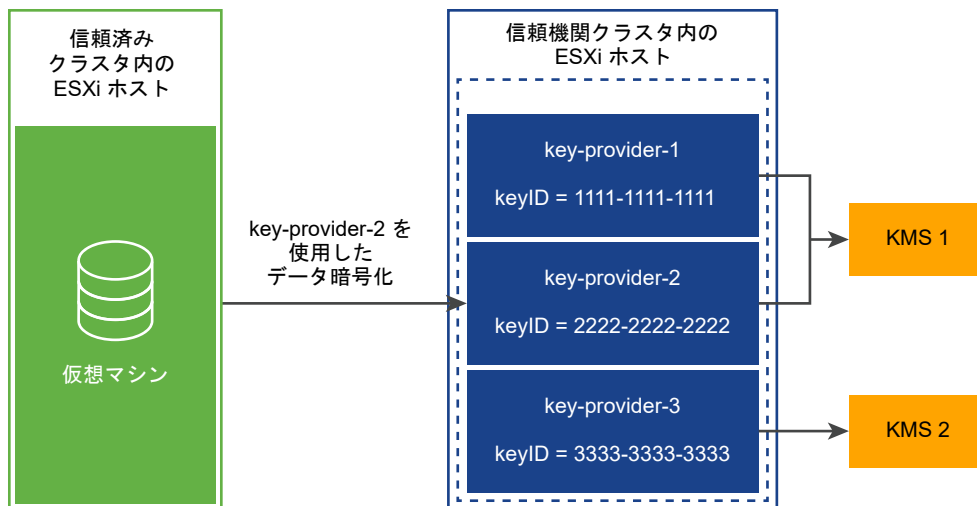 信頼済み
クラスタ内の
ESXi ホスト
仮想マシン
key-provider-2 を
使用した
データ暗号化
信頼機関クラスタ内の
ESXi ホスト
key-provider-1
keyID = 1111-1111-1111
key-provider-2
keyID = 2222-2222-2222
key-provider-3
keyID = 3333-3333-3333
KMS 1
KMS 2